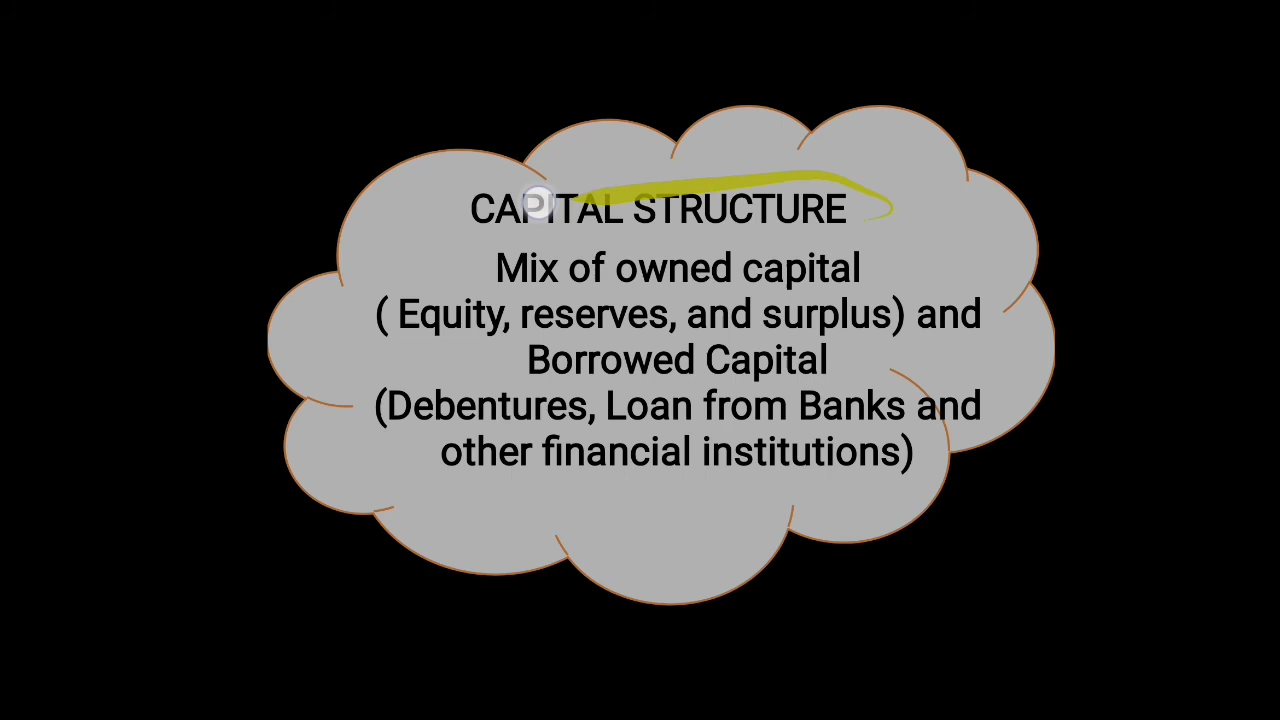 CAPITAL STRUCTURE
Mix of owned capital
( Equity, reserves, and surplus) and
Borrowed Capital
(Debentures, Loan from Banks and
other financial institutions)